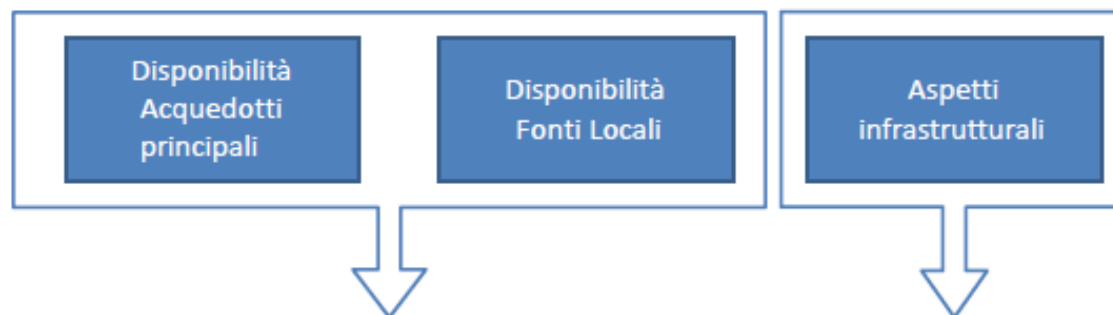 Disponibilità
Acquedotti
principali
Disponibilità
Fonti Locali
Aspetti
infrastrutturali